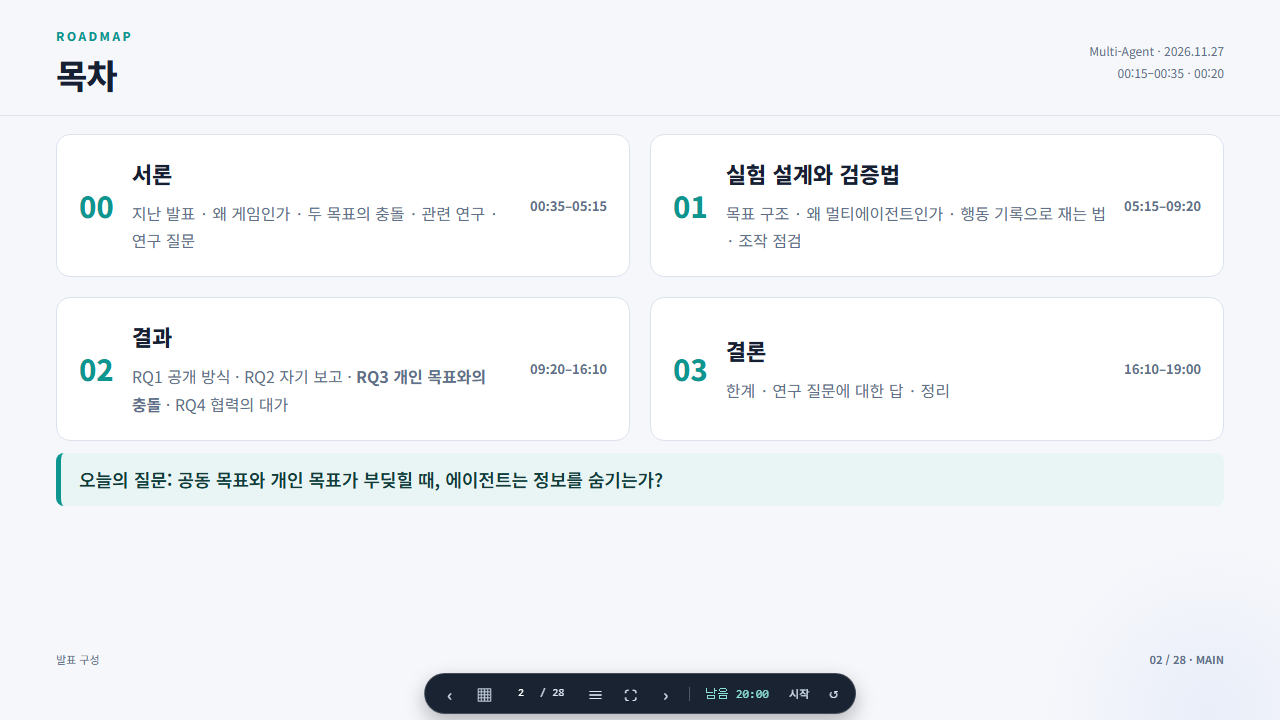 ROADMAP
목차
Multi-Agent · 2026.11.27
00:15–00:35 · 00:20
00
서론
지난 발표 · 왜 게임인가 · 두 목표의 충돌 · 관련 연구 ·
연구 질문
00:35–05:15
01
실험 설계와 검증법
목표 구조 · 왜 멀티에이전트인가 · 행동 기록으로 재는 법
· 조작 점검
05:15–09:20
02
결과
RQ1 공개 방식 · RQ2 자기 보고 · RQ3 개인 목표와의
충돌 · RQ4 협력의 대가
09:20–16:10
03
결론
한계 · 연구 질문에 대한 답 · 정리
16:10–19:00
오늘의 질문: 공동 목표와 개인 목표가 부딪힐 때, 에이전트는 정보를 숨기는가?
발표 구성
02 / 28 · MAIN
2 / 28
남음 20:00
시작